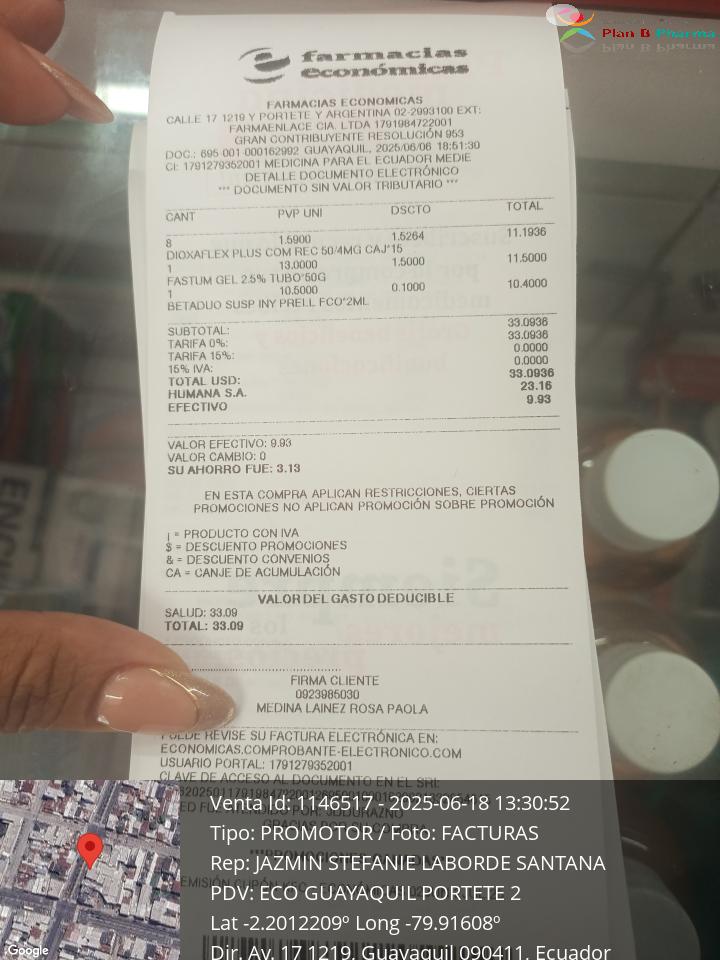 Plan B Pharma
farmacias
económicas
FARMACIAS ECONOMICAS
CALLE 17 1219 Y PORTETE Y ARGENTINA 02-2993100 EXT:
FARMAENLACE CIA. LTDA 1791984722001
GRAN CONTRIBUYENTE RESOLUCIÓN 953
DOC.: 695-001-000162992 GUAYAQUIL, 2025/06/06 18:51:30
CI: 1791279352001 MEDICINA PARA EL ECUADOR MEDIE
DETALLE DOCUMENTO ELECTRÓNICO
*** DOCUMENTO SIN VALOR TRIBUTARIO ***
CANT PVP UNI DSCTO TOTAL
8 1.5900 1.5264 11.1936
DIOXAFLEX PLUS COM REC 50/4MG CAJ*15
1 13.0000 1.5000 11.5000
FASTUM GEL 2.5% TUBO*50G
1 10.5000 0.1000 10.4000
BETADUO SUSP INY PRELL FCO*2ML
SUBTOTAL: 33.0936
TARIFA 0%: 33.0936
TARIFA 15%: 0.0000
15% IVA: 0.0000
TOTAL USD: 33.0936
HUMANA S.A. 23.16
EFECTIVO 9.93
VALOR EFECTIVO: 9.93
VALOR CAMBIO: 0
SU AHORRO FUE: 3.13
EN ESTA COMPRA APLICAN RESTRICCIONES, CIERTAS
PROMOCIONES NO APLICAN PROMOCIÓN SOBRE PROMOCIÓN
¡ = PRODUCTO CON IVA
$ = DESCUENTO PROMOCIONES
& = DESCUENTO CONVENIOS
CA = CANJE DE ACUMULACIÓN
VALOR DEL GASTO DEDUCIBLE
SALUD: 33.09
TOTAL: 33.09
FIRMA CLIENTE
0923985030
MEDINA LAINEZ ROSA PAOLA
PUEDE REVISE SU FACTURA ELECTRÓNICA EN:
ECONOMICAS.COMPROBANTE-ELECTRONICO.COM
USUARIO PORTAL: 1791279352001
CLAVE DE ACCESO AL DOCUMENTO EN EL SRI:
Venta Id: 1146517 - 2025-06-18 13:30:52
Tipo: PROMOTOR / Foto: FACTURAS
Rep: JAZMIN STEFANIE LABORDE SANTANA
PDV: ECO GUAYAQUIL PORTETE 2
Lat -2.2012209º Long -79.91608º
Dir. Av. 17 1219, Guayaquil 090411, Ecuador
Google